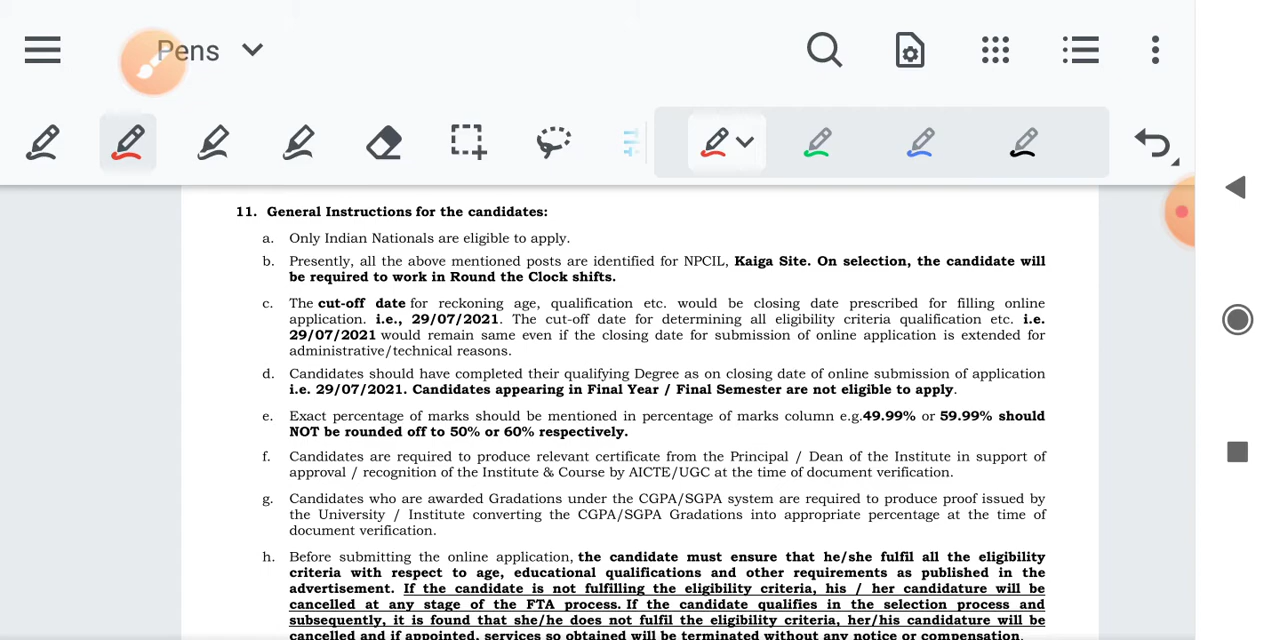 Pens
11. General Instructions for the candidates:
a. Only Indian Nationals are eligible to apply.
b. Presently, all the above mentioned posts are identified for NPCIL, Kaiga Site. On selection, the candidate will
be required to work in Round the Clock shifts.
c. The cut-off date for reckoning age, qualification etc. would be closing date prescribed for filling online
application. i.e., 29/07/2021. The cut-off date for determining all eligibility criteria qualification etc. i.e.
29/07/2021 would remain same even if the closing date for submission of online application is extended for
administrative/technical reasons.
d. Candidates should have completed their qualifying Degree as on closing date of online submission of application
i.e. 29/07/2021. Candidates appearing in Final Year / Final Semester are not eligible to apply.
e. Exact percentage of marks should be mentioned in percentage of marks column e.g.49.99% or 59.99% should
NOT be rounded off to 50% or 60% respectively.
f. Candidates are required to produce relevant certificate from the Principal / Dean of the Institute in support of
approval / recognition of the Institute & Course by AICTE/UGC at the time of document verification.
g. Candidates who are awarded Gradations under the CGPA/SGPA system are required to produce proof issued by
the University / Institute converting the CGPA/SGPA Gradations into appropriate percentage at the time of
document verification.
h. Before submitting the online application, the candidate must ensure that he/she fulfil all the eligibility
criteria with respect to age, educational qualifications and other requirements as published in the
advertisement. If the candidate is not fulfilling the eligibility criteria, his / her candidature will be
cancelled at any stage of the FTA process. If the candidate qualifies in the selection process and
subsequently, it is found that she/he does not fulfil the eligibility criteria, her/his candidature will be
cancelled and if appointed, services so obtained will be terminated without any notice or compensation.